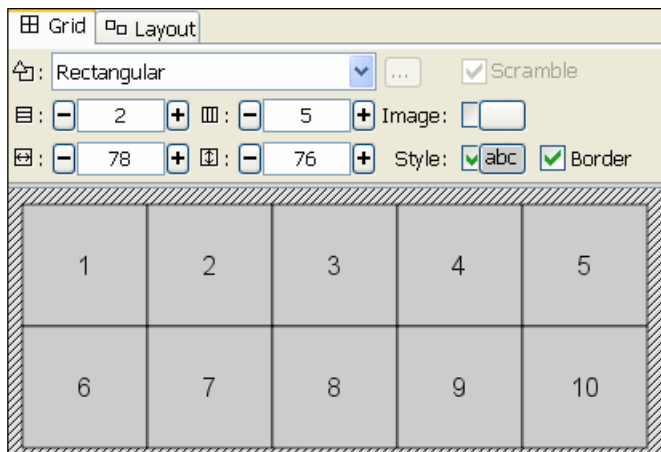 Grid Layout
: Rectangular ... Scramble
: - 2 + : - 5 + Image:
: - 78 + : - 76 + Style: abc Border
1 2 3 4 5
6 7 8 9 10